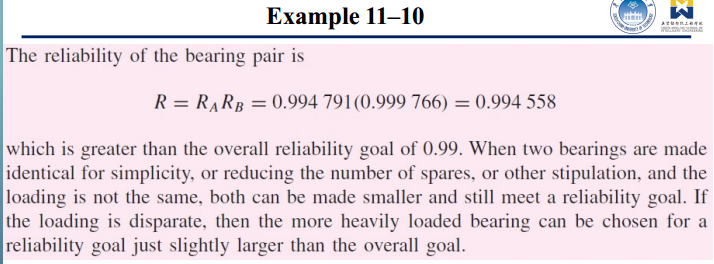 Example 11–10
The reliability of the bearing pair is
R = R_A R_B = 0.994 791(0.999 766) = 0.994 558
which is greater than the overall reliability goal of 0.99. When two bearings are made
identical for simplicity, or reducing the number of spares, or other stipulation, and the
loading is not the same, both can be made smaller and still meet a reliability goal. If
the loading is disparate, then the more heavily loaded bearing can be chosen for a
reliability goal just slightly larger than the overall goal.